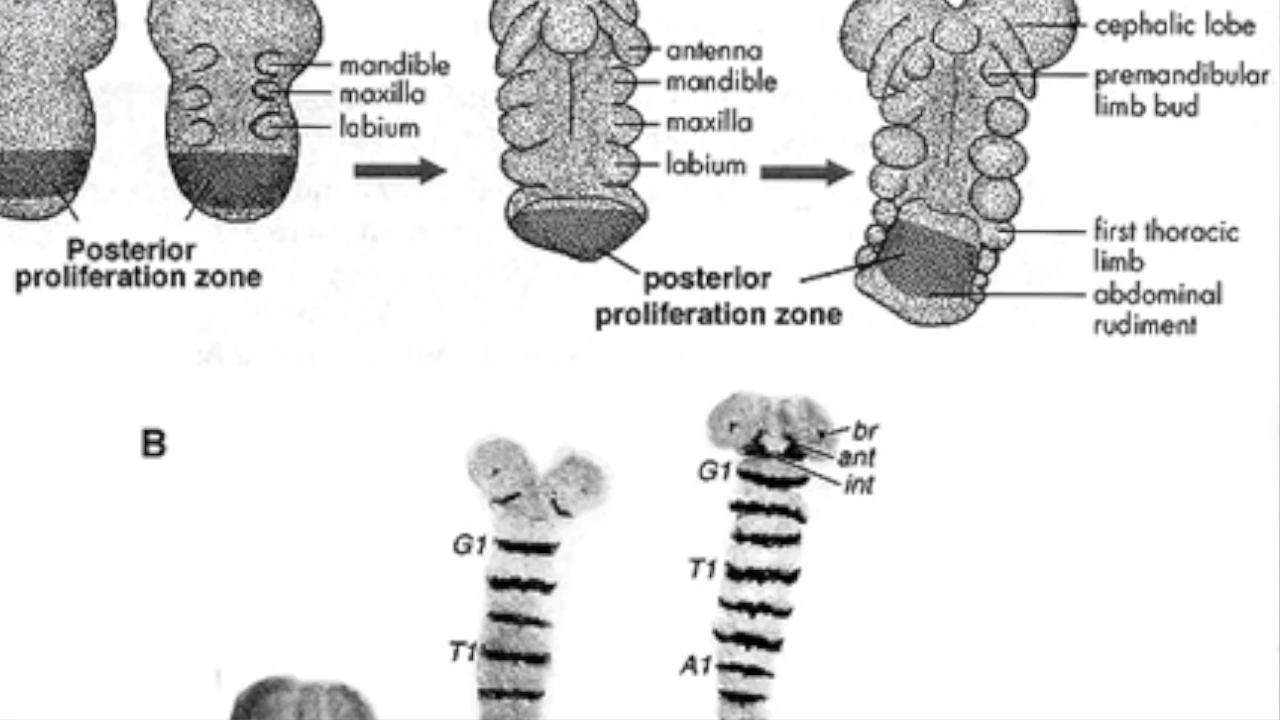 mandible
maxilla
labium
Posterior
proliferation zone
antenna
mandible
maxilla
labium
posterior
proliferation zone
cephalic lobe
premandibular
limb bud
first thoracic
limb
abdominal
rudiment
B
G1
T1
G1
T1
A1
br
ant
int